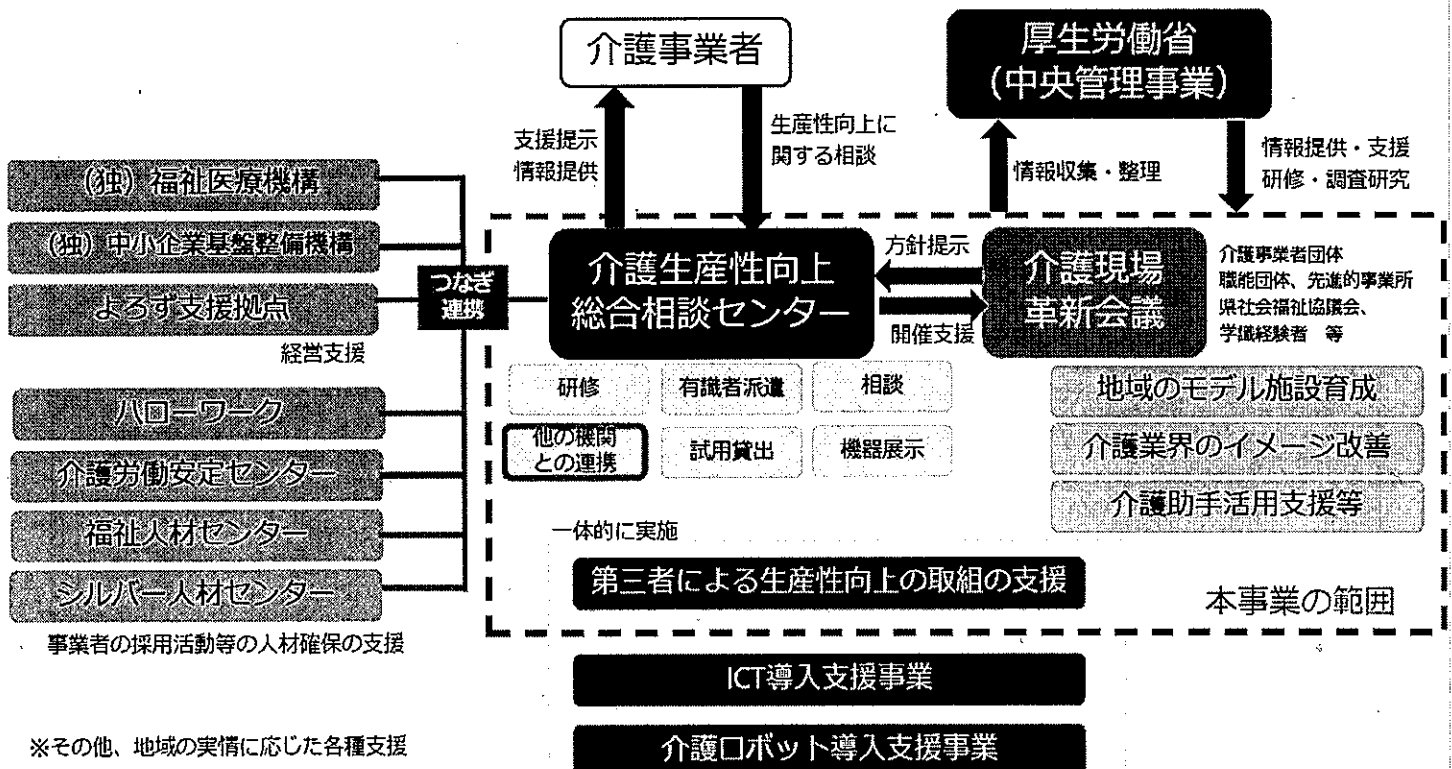 介護事業者
厚生労働省
(中央管理事業)
支援提示
情報提供
生産性向上に
関する相談
情報収集・整理
情報提供・支援
研修・調査研究
(独)福祉医療機構
(独)中小企業基盤整備機構
よろず支援拠点
経営支援
つなぎ
連携
介護生産性向上
総合相談センター
方針提示
開催支援
介護現場
革新会議
介護事業者団体
職能団体、先進的事業所
県社会福祉協議会、
学識経験者 等
ハローワーク
介護労働安定センター
福祉人材センター
シルバー人材センター
事業者の採用活動等の人材確保の支援
研修
有識者派遣
相談
他の機関
との連携
試用貸出
機器展示
地域のモデル施設育成
介護業界のイメージ改善
介護助手活用支援等
一体的に実施
第三者による生産性向上の取組の支援
本事業の範囲
ICT導入支援事業
介護ロボット導入支援事業
※その他、地域の実情に応じた各種支援